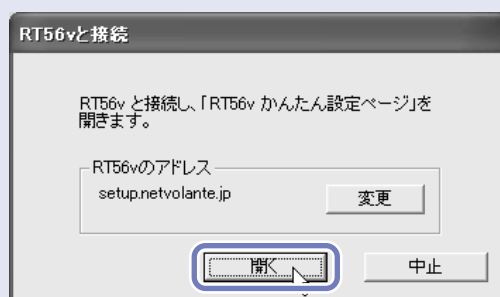 RT56vと接続
RT56v と接続し、「RT56v かんたん設定ページ」を
開きます。
RT56vのアドレス
setup.netvolante.jp
変更
開く
中止